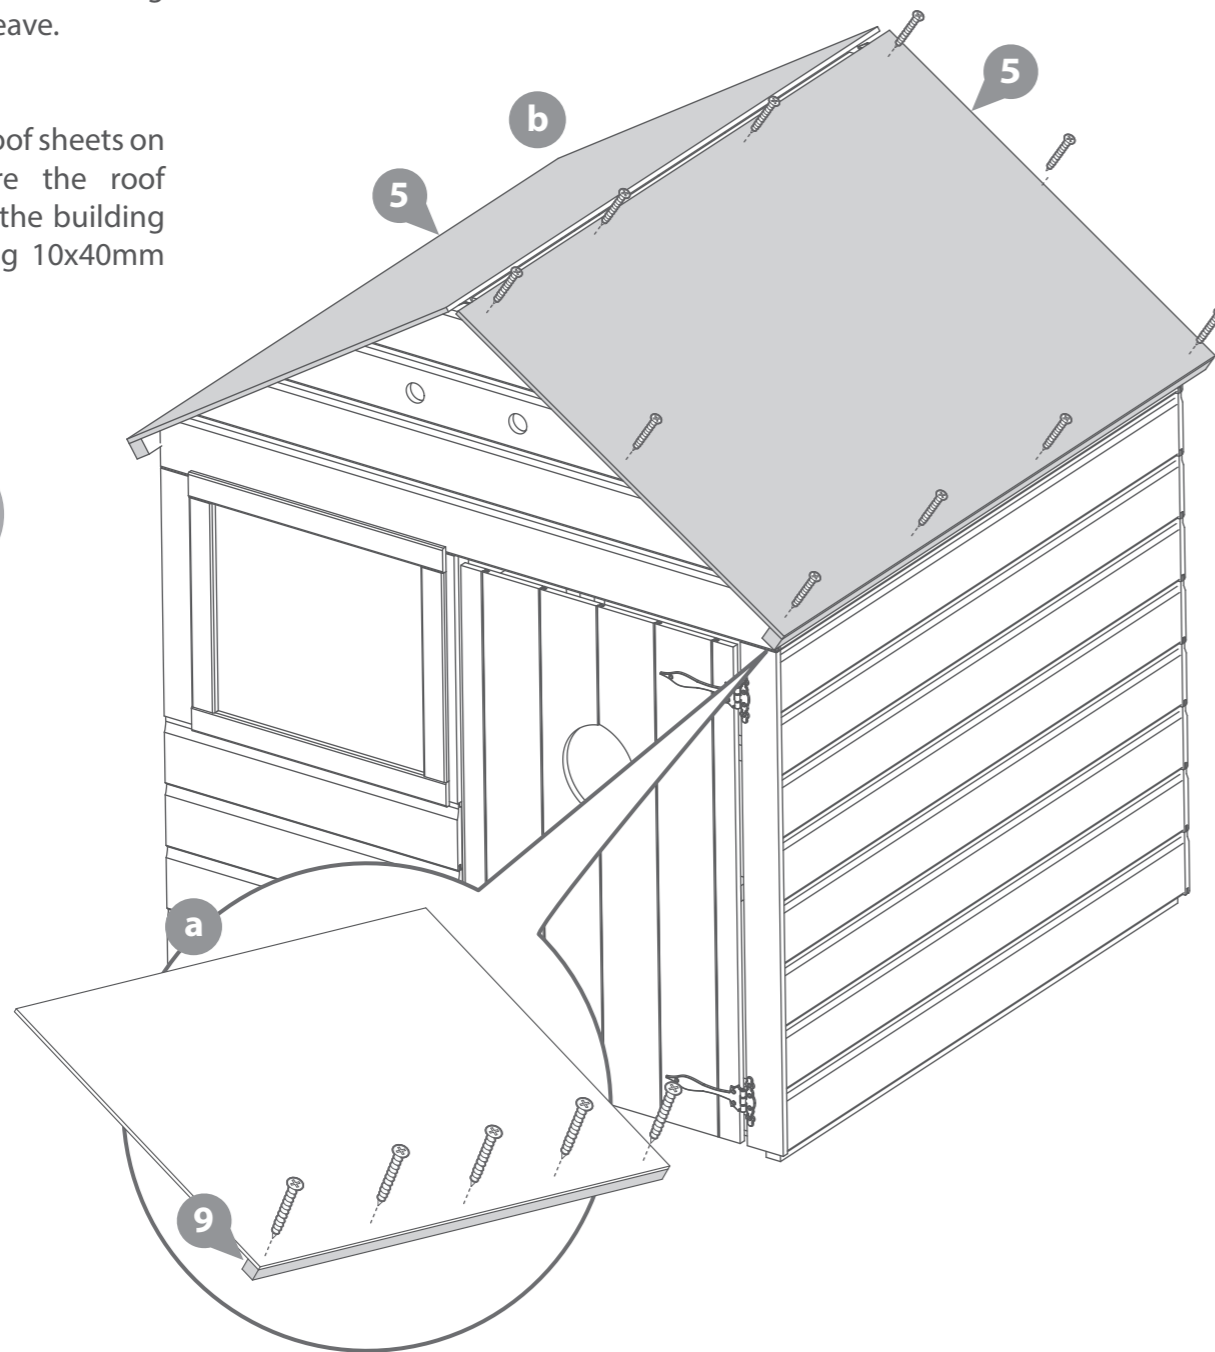 eave.
oof sheets on
re the roof
the building
g 10x40mm
b
5
5
a
9